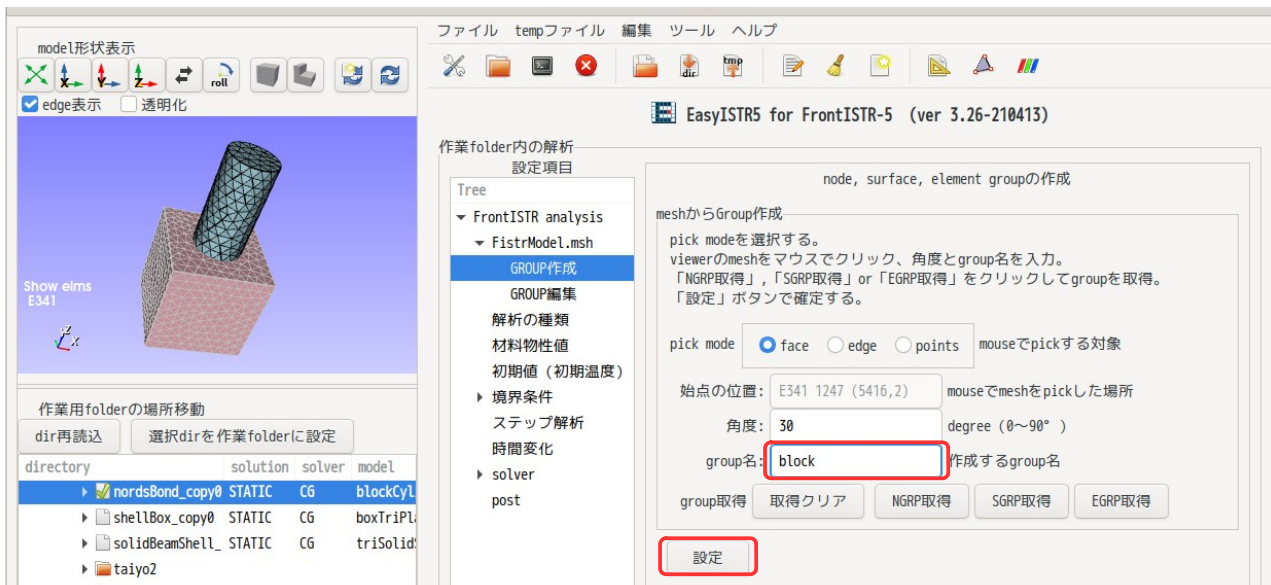 model形状表示
roll
edge表示 透明化
Show elms
E341
作業用folderの場所移動
dir再読込 選択dirを作業folderに設定
directory solution solver model
nordsBond_copy0 STATIC CG blockCyl
shellBox_copy0 STATIC CG boxTriPl
solidBeamShell_ STATIC CG triSolid
taiyo2
ファイル tempファイル 編集 ツール ヘルプ
dir tmp
EasyISTR5 for FrontISTR-5 (ver 3.26-210413)
作業folder内の解析
設定項目
Tree
FrontISTR analysis
FistrModel.msh
GROUP作成
GROUP編集
解析の種類
材料物性値
初期値 (初期温度)
境界条件
ステップ解析
時間変化
solver
post
node, surface, element groupの作成
meshからGroup作成
pick modeを選択する。
viewerのmeshをマウスでクリック、角度とgroup名を入力。
「NGRP取得」,「SGRP取得」or「EGRP取得」をクリックしてgroupを取得。
「設定」ボタンで確定する。
pick mode face edge points mouseでpickする対象
始点の位置: E341 1247 (5416,2) mouseでmeshをpickした場所
角度: 30 degree (0～90° )
group名: block 作成するgroup名
group取得 取得クリア NGRP取得 SGRP取得 EGRP取得
設定